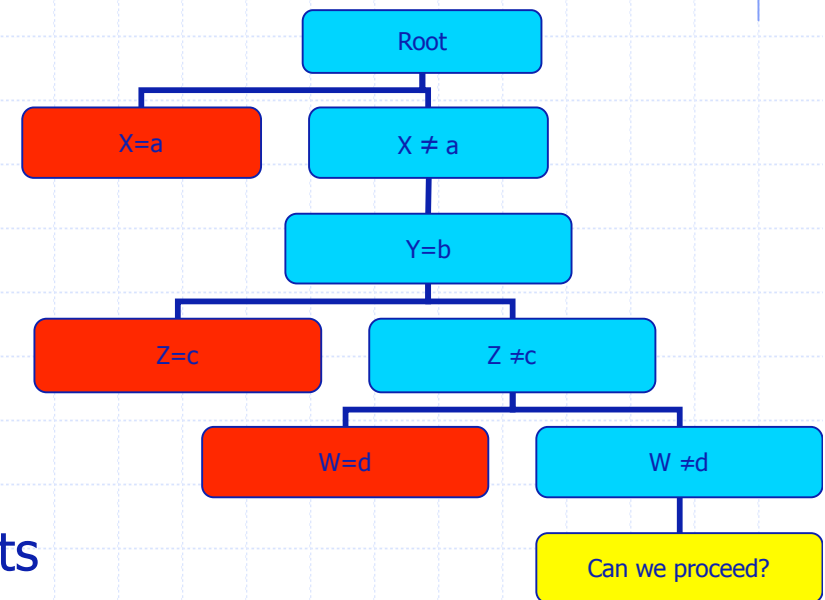 Root
X=a
X ≠ a
Y=b
Z=c
Z ≠c
W=d
W ≠d
ts
Can we proceed?